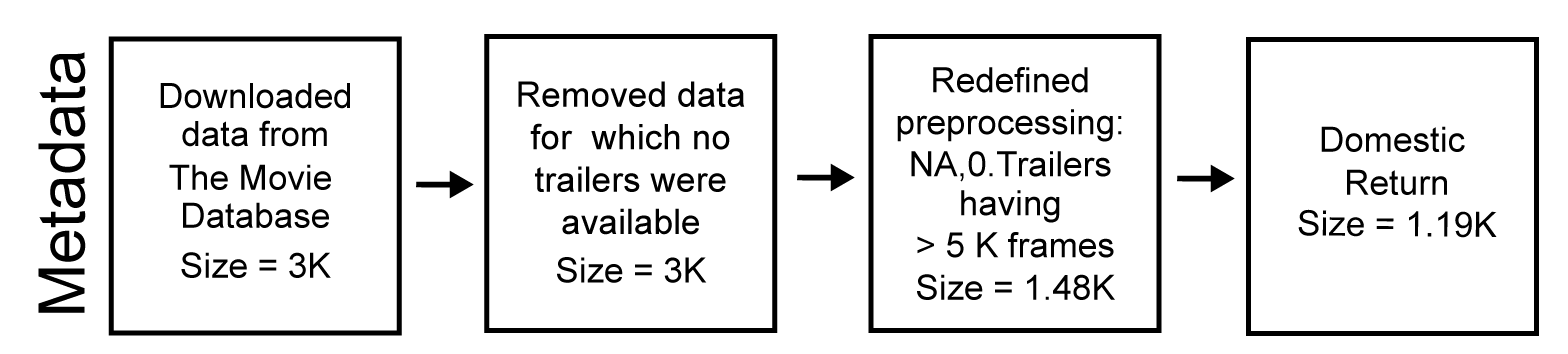 Metadata
Downloaded
data from
The Movie
Database
Size = 3K
Removed data
for which no
trailers were
available
Size = 3K
Redefined
preprocessing:
NA,0.Trailers
having
> 5 K frames
Size = 1.48K
Domestic
Return
Size = 1.19K